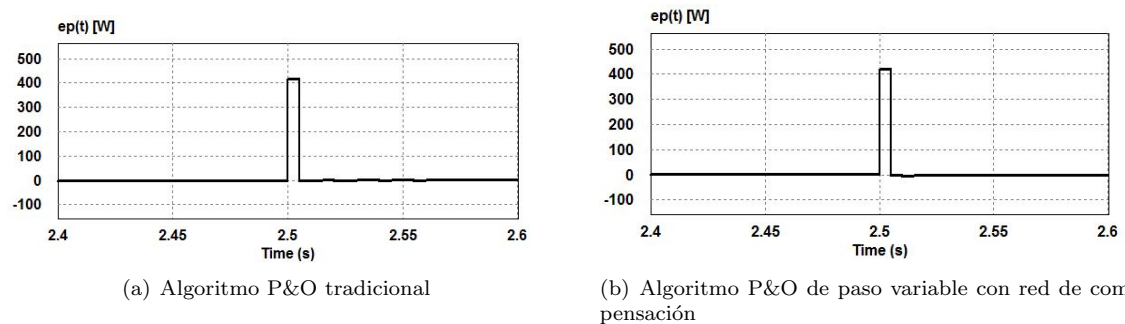 ep(t) [W]
500
400
300
200
100
0
-100
2.4 2.45 2.5 2.55 2.6
Time (s)
(a) Algoritmo P&O tradicional
ep(t) [W]
500
400
300
200
100
0
-100
2.4 2.45 2.5 2.55 2.6
Time (s)
(b) Algoritmo P&O de paso variable con red de com
pensación